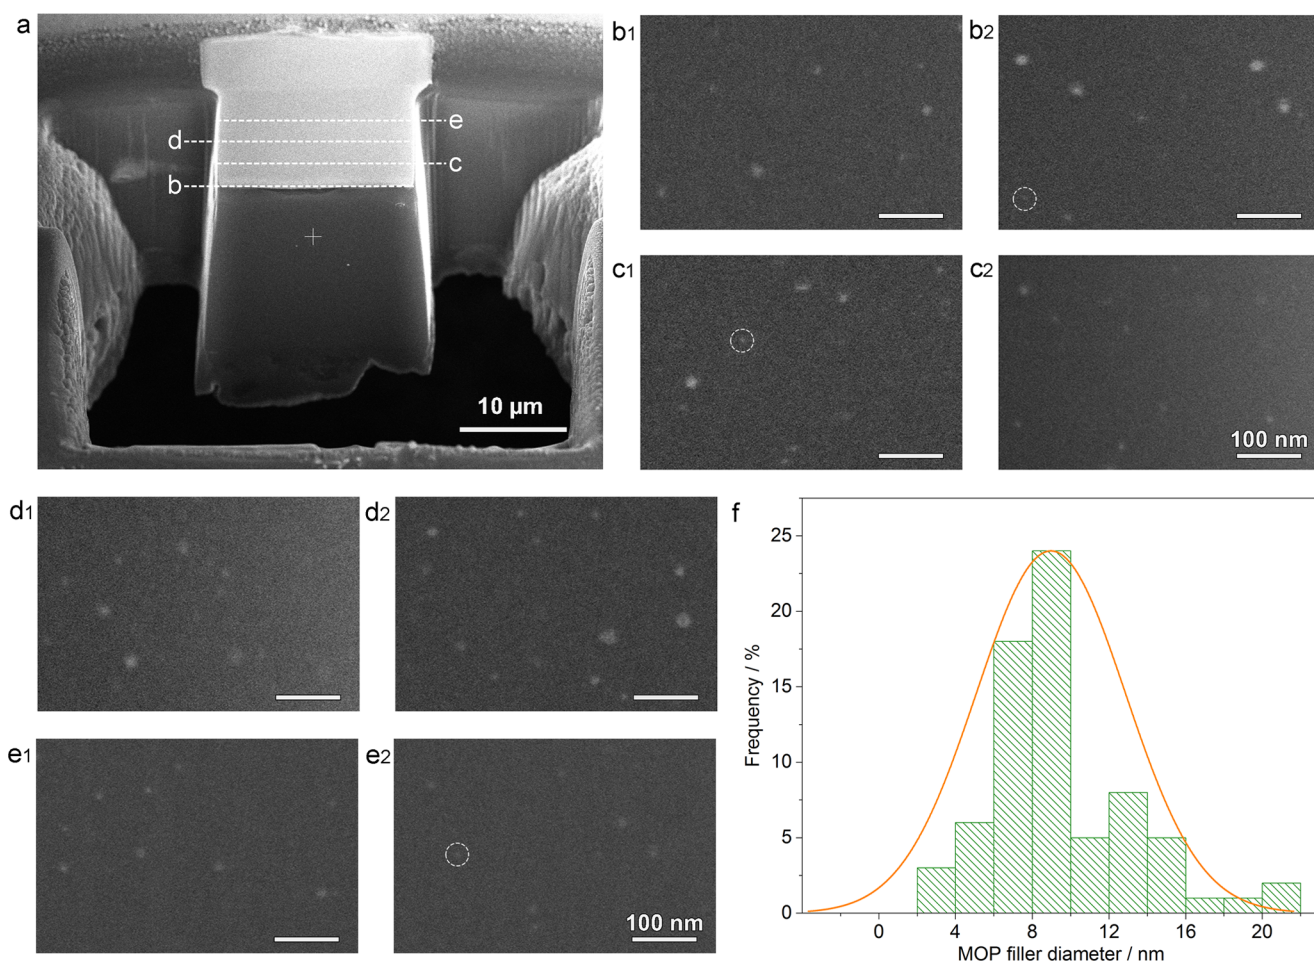 a
e
d
c
b
10 µm
b1
b2
c1
c2
100 nm
d1
d2
e1
e2
100 nm
f
Frequency / %
25
20
15
10
5
0
0 4 8 12 16 20
MOP filler diameter / nm